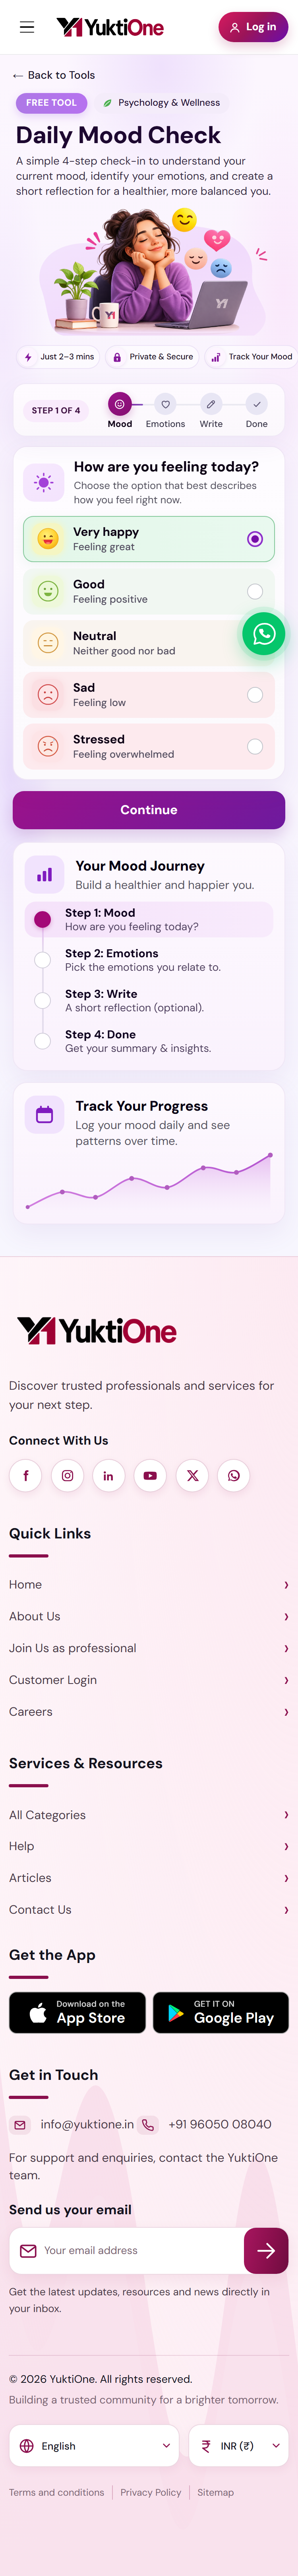 YuktiOne
Log in
← Back to Tools
FREE TOOL
Psychology & Wellness
Daily Mood Check
A simple 4-step check-in to understand your
current mood, identify your emotions, and create a
short reflection for a healthier, more balanced you.
Just 2–3 mins
Private & Secure
Track Your Mood
STEP 1 OF 4
Mood
Emotions
Write
Done
How are you feeling today?
Choose the option that best describes
how you feel right now.
Very happy
Feeling great
Good
Feeling positive
Neutral
Neither good nor bad
Sad
Feeling low
Stressed
Feeling overwhelmed
Continue
Your Mood Journey
Build a healthier and happier you.
Step 1: Mood
How are you feeling today?
Step 2: Emotions
Pick the emotions you relate to.
Step 3: Write
A short reflection (optional).
Step 4: Done
Get your summary & insights.
Track Your Progress
Log your mood daily and see
patterns over time.
YuktiOne
Discover trusted professionals and services for
your next step.
Connect With Us
Quick Links
Home
About Us
Join Us as professional
Customer Login
Careers
Services & Resources
All Categories
Help
Articles
Contact Us
Get the App
Download on the
App Store
GET IT ON
Google Play
Get in Touch
info@yuktione.in
+91 96050 08040
For support and enquiries, contact the YuktiOne
team.
Send us your email
Your email address
Get the latest updates, resources and news directly in
your inbox.
© 2026 YuktiOne. All rights reserved.
Building a trusted community for a brighter tomorrow.
English
₹ INR (₹)
Terms and conditions
Privacy Policy
Sitemap